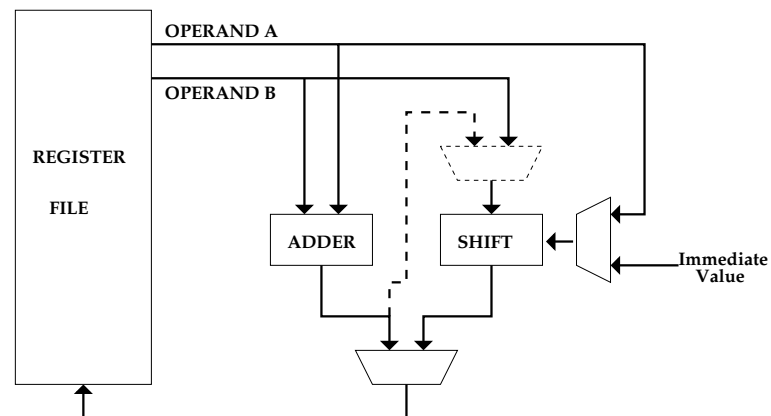 OPERAND A
OPERAND B
REGISTER
FILE
ADDER
SHIFT
Immediate
Value